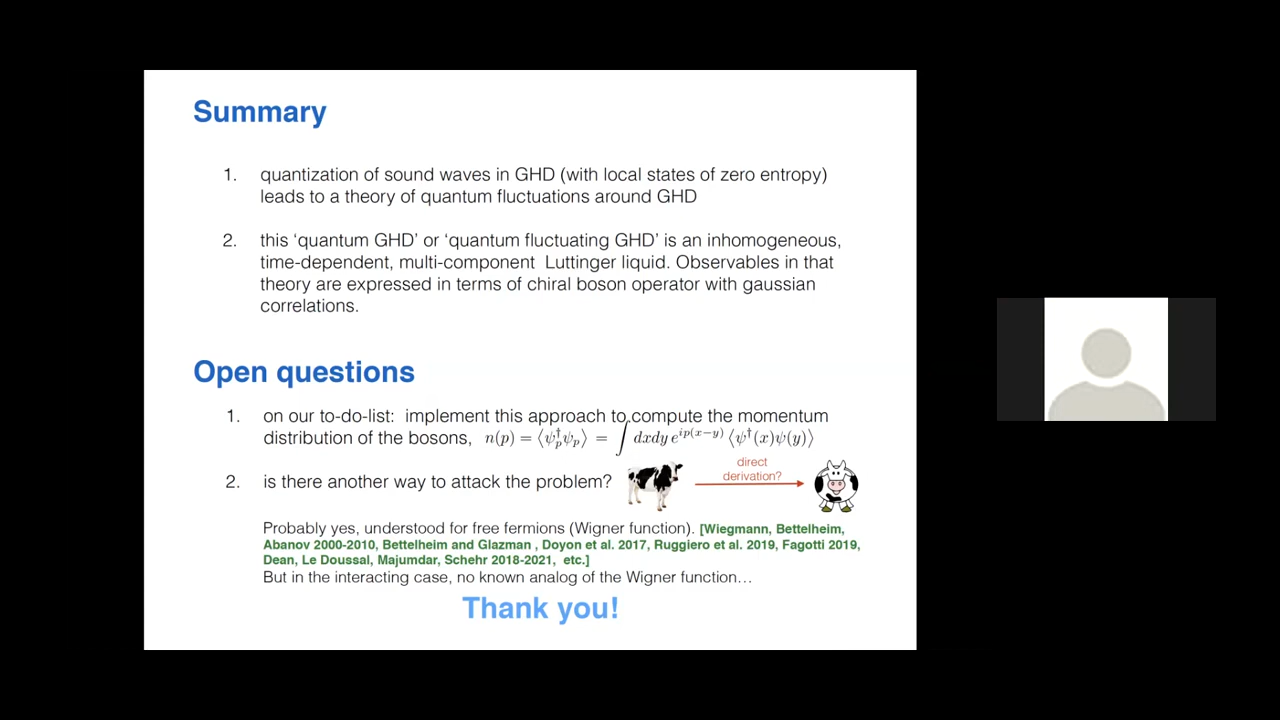 Summary
1. quantization of sound waves in GHD (with local states of zero entropy)
leads to a theory of quantum fluctuations around GHD
2. this ‘quantum GHD’ or ‘quantum fluctuating GHD’ is an inhomogeneous,
time-dependent, multi-component Luttinger liquid. Observables in that
theory are expressed in terms of chiral boson operator with gaussian
correlations.
Open questions
1. on our to-do-list: implement this approach to compute the momentum
distribution of the bosons, n(p) = ⟨ψ†ₚψₚ⟩ = ∫ dxdy e^{ip(x−y)} ⟨ψ†(x)ψ(y)⟩
2. is there another way to attack the problem?
direct
derivation?
Probably yes, understood for free fermions (Wigner function). [Wiegmann, Bettelheim,
Abanov 2000-2010, Bettelheim and Glazman , Doyon et al. 2017, Ruggiero et al. 2019, Fagotti 2019,
Dean, Le Doussal, Majumdar, Schehr 2018-2021, etc.]
But in the interacting case, no known analog of the Wigner function…
Thank you!